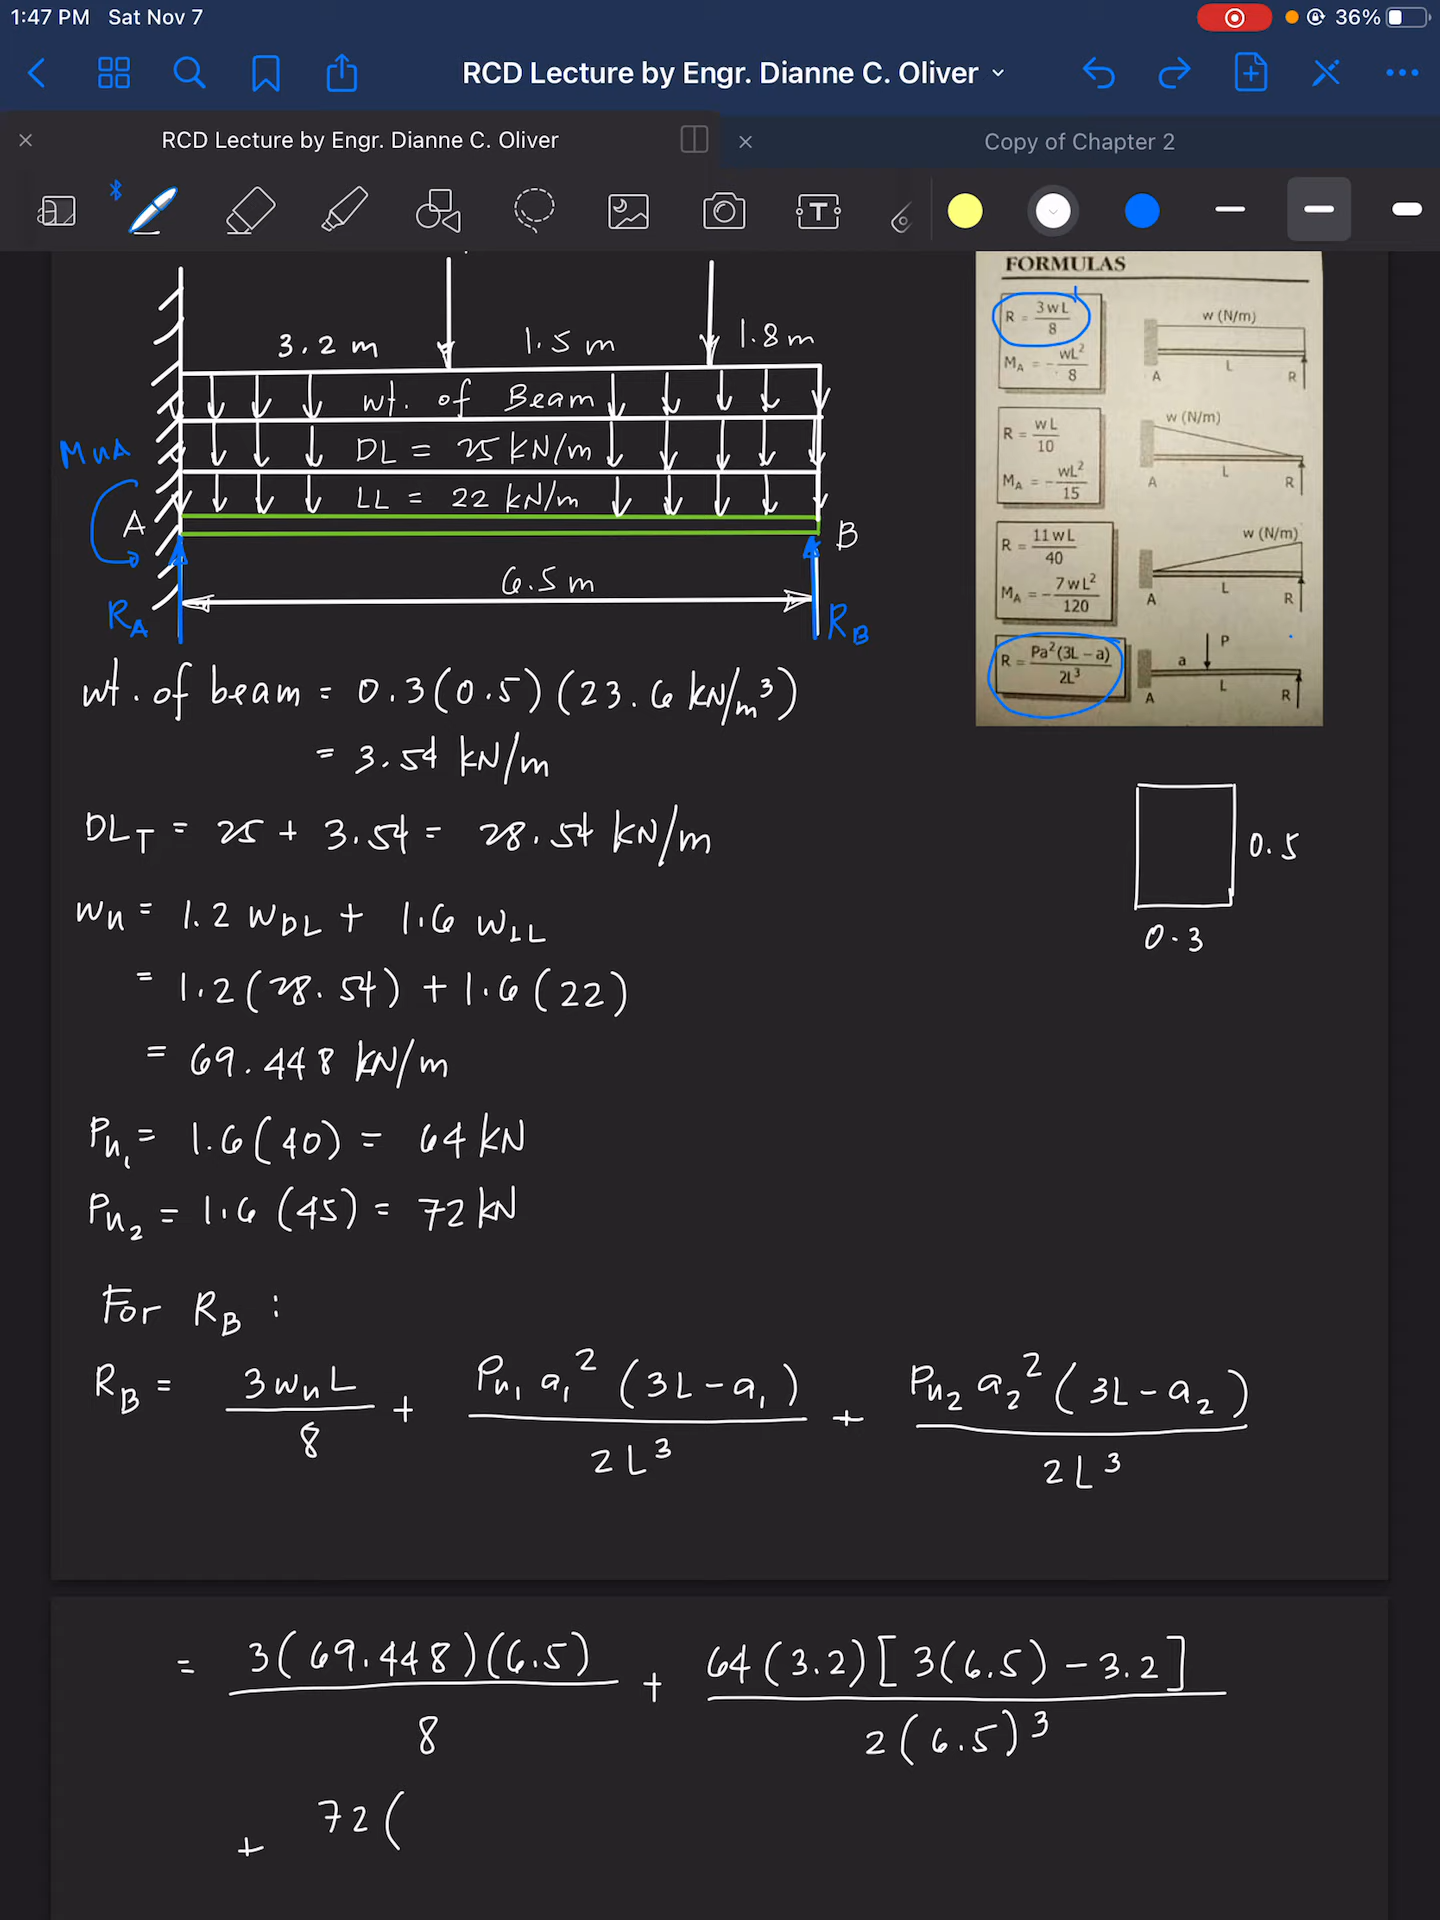 1:47 PM Sat Nov 7
36%
RCD Lecture by Engr. Dianne C. Oliver
RCD Lecture by Engr. Dianne C. Oliver
Copy of Chapter 2
T
3.2 m
1.5 m
1.8 m
wt. of Beam
DL = 25 kN/m
LL = 22 kN/m
MuA
A
B
6.5 m
RA
RB
FORMULAS
R = 3wL/8
MA = -wL²/8
w (N/m)
A
L
R
R = wL/10
MA = -wL²/15
w (N/m)
A
L
R
R = 11wL/40
MA = -7wL²/120
w (N/m)
A
L
R
R = Pa²(3L – a)/2L³
P
a
A
L
R
wt. of beam = 0.3(0.5)(23.6 kN/m³)
= 3.54 kN/m
DLT = 25 + 3.54 = 28.54 kN/m
0.5
0.3
wu = 1.2 wDL + 1.6 wLL
= 1.2(28.54) + 1.6(22)
= 69.448 kN/m
Pu1 = 1.6(40) = 64 kN
Pu2 = 1.6(45) = 72 kN
For RB :
RB = 3wuL/8 + Pu1 a1²(3L-a1)/2L³ + Pu2 a2²(3L-a2)/2L³
= 3(69.448)(6.5)/8 + 64(3.2)[3(6.5)-3.2]/2(6.5)³
+ 72(